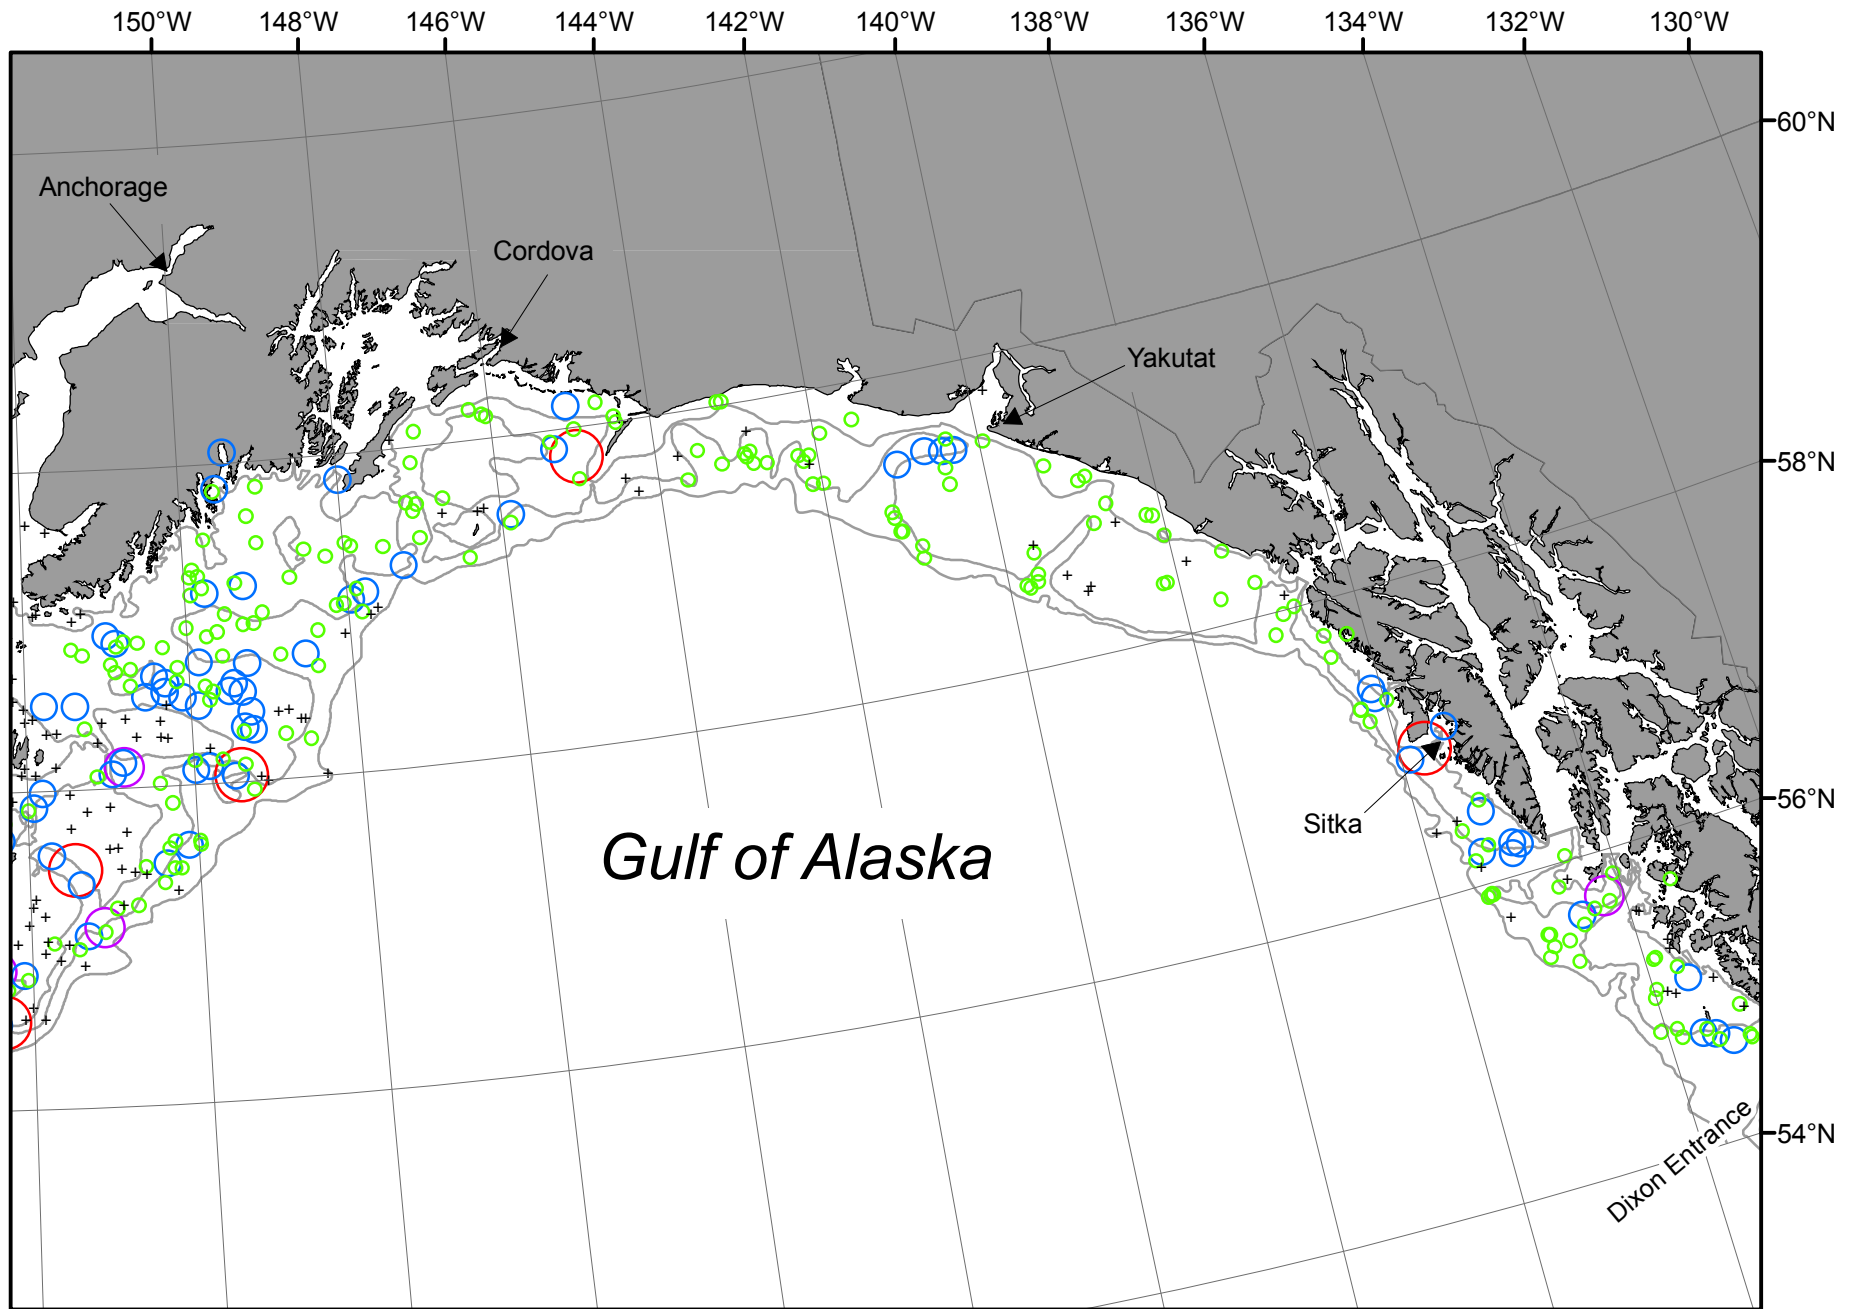 150°W 148°W 146°W 144°W 142°W 140°W 138°W 136°W 134°W 132°W 130°W
60°N
Anchorage
Cordova
Yakutat
58°N
56°N
Sitka
Gulf of Alaska
54°N
Dixon Entrance